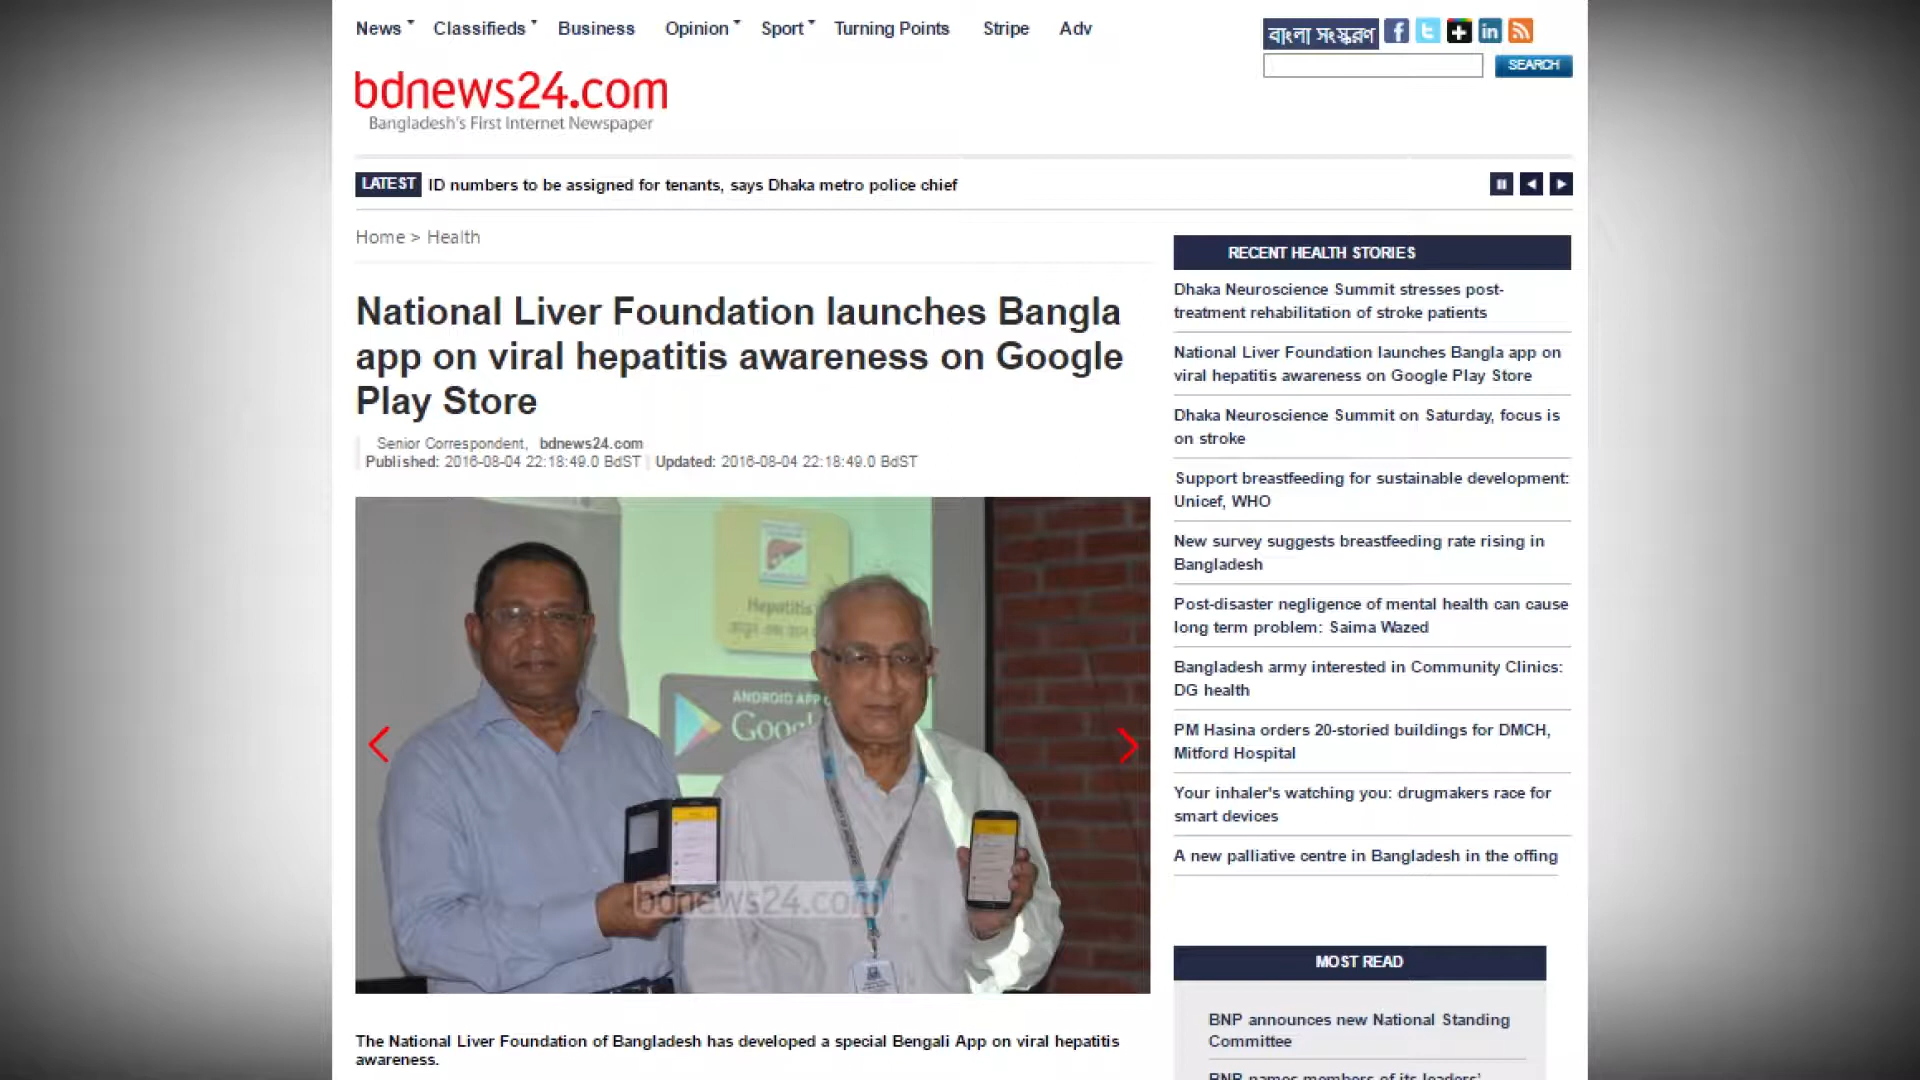 News Classifieds Business Opinion Sport Turning Points Stripe Adv
বাংলা সংস্করণ
SEARCH
bdnews24.com
Bangladesh's First Internet Newspaper
LATEST ID numbers to be assigned for tenants, says Dhaka metro police chief
Home > Health
National Liver Foundation launches Bangla
app on viral hepatitis awareness on Google
Play Store
Senior Correspondent, bdnews24.com
Published: 2016-08-04 22:18:49.0 BdST Updated: 2016-08-04 22:18:49.0 BdST
Hepatitis
ANDROID APP
bdnews24.com
The National Liver Foundation of Bangladesh has developed a special Bengali App on viral hepatitis
awareness.
RECENT HEALTH STORIES
Dhaka Neuroscience Summit stresses post-
treatment rehabilitation of stroke patients
National Liver Foundation launches Bangla app on
viral hepatitis awareness on Google Play Store
Dhaka Neuroscience Summit on Saturday, focus is
on stroke
Support breastfeeding for sustainable development:
Unicef, WHO
New survey suggests breastfeeding rate rising in
Bangladesh
Post-disaster negligence of mental health can cause
long term problem: Saima Wazed
Bangladesh army interested in Community Clinics:
DG health
PM Hasina orders 20-storied buildings for DMCH,
Mitford Hospital
Your inhaler's watching you: drugmakers race for
smart devices
A new palliative centre in Bangladesh in the offing
MOST READ
BNP announces new National Standing
Committee
BNP names members of its leaders'